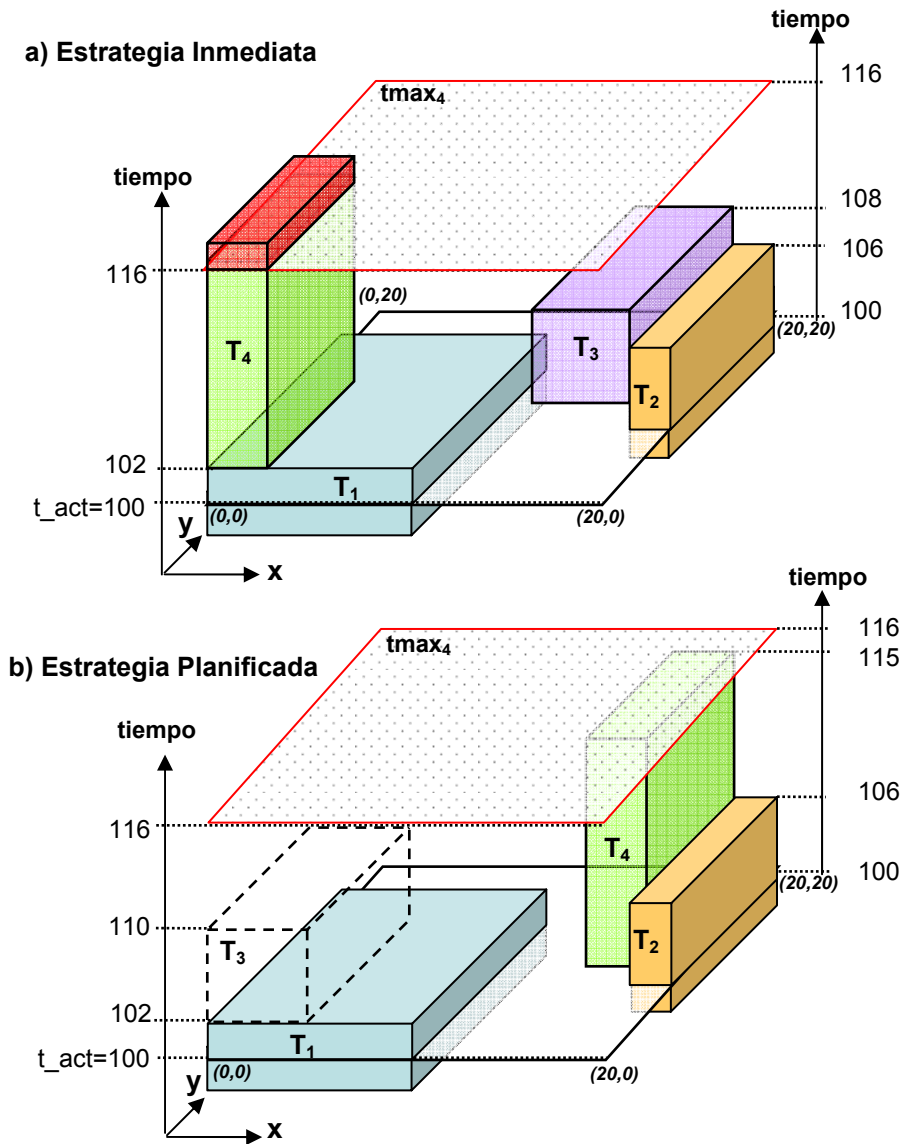 a) Estrategia Inmediata
tiempo
116
tmax4
tiempo
108
106
116
(0,20)
100
(20,20)
T4
T3
T2
102
T1
t_act=100
(0,0)
(20,0)
y
x
tiempo
116
tmax4
b) Estrategia Planificada
115
tiempo
106
116
T4
100
(20,20)
110
T3
T2
102
T1
t_act=100
(0,0)
(20,0)
y
x